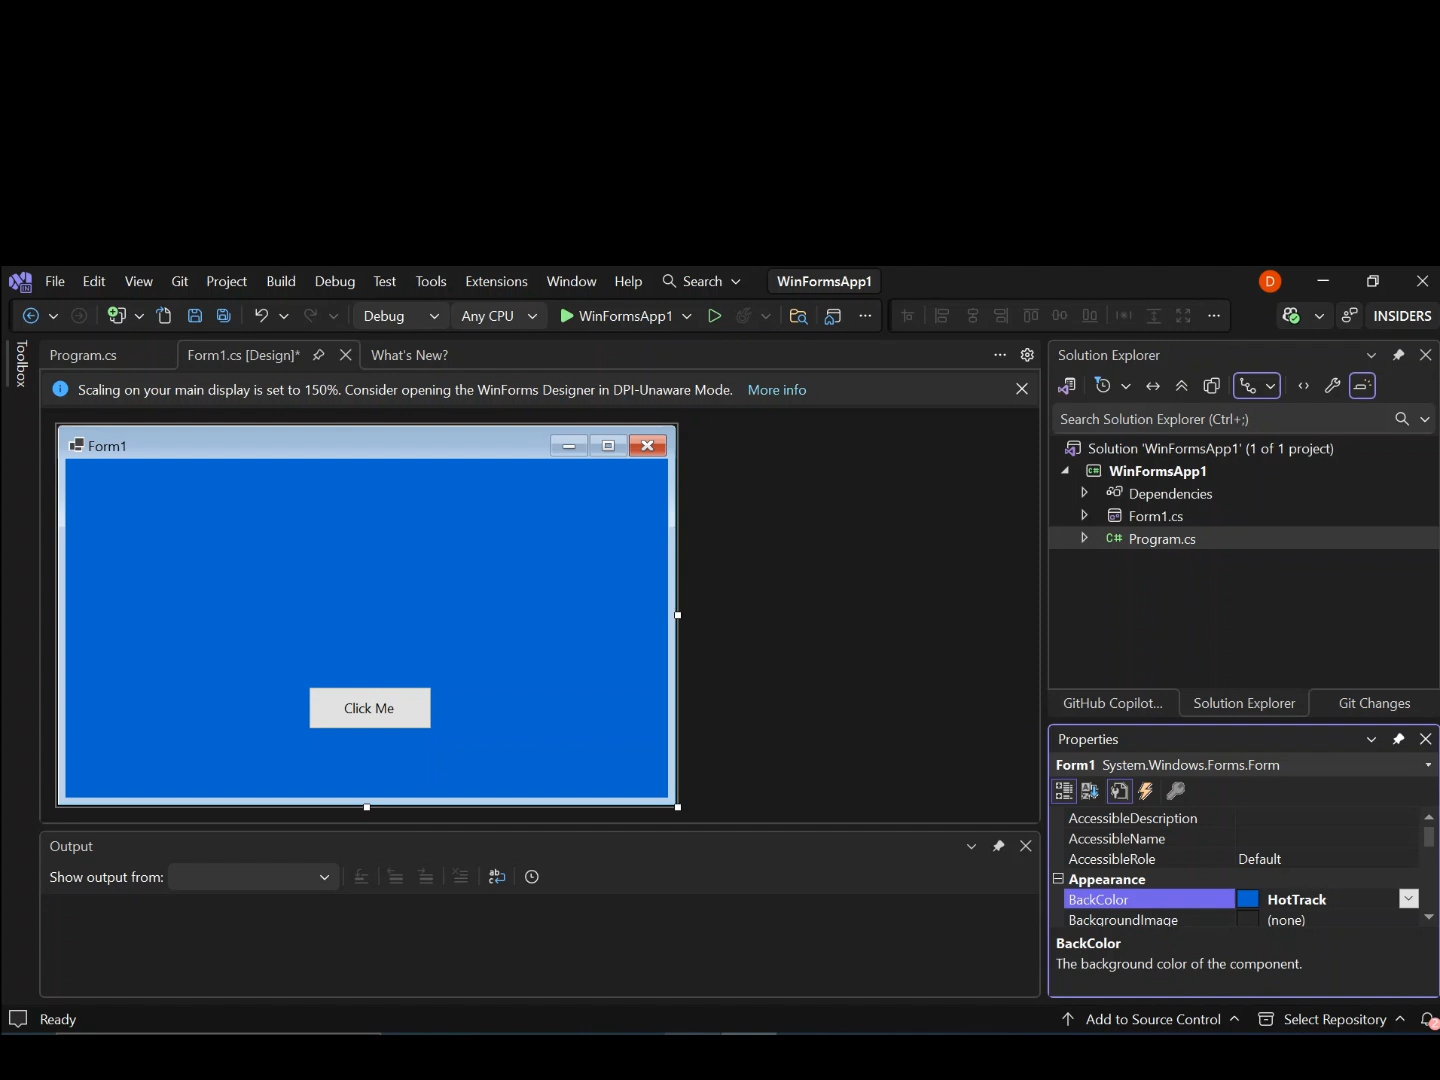 File Edit View Git Project Build Debug Test Tools Extensions Window Help Search WinFormsApp1 D
Debug Any CPU WinFormsApp1 INSIDERS
Toolbox
Program.cs Form1.cs [Design]* What's New?
Scaling on your main display is set to 150%. Consider opening the WinForms Designer in DPI-Unaware Mode. More info
Form1
Click Me
Output
Show output from:
Solution Explorer
Search Solution Explorer (Ctrl+;)
Solution 'WinFormsApp1' (1 of 1 project)
C# WinFormsApp1
Dependencies
Form1.cs
C# Program.cs
GitHub Copilot... Solution Explorer Git Changes
Properties
Form1 System.Windows.Forms.Form
AccessibleDescription
AccessibleName
AccessibleRole Default
Appearance
BackColor HotTrack
BackgroundImage (none)
BackColor
The background color of the component.
Ready Add to Source Control Select Repository